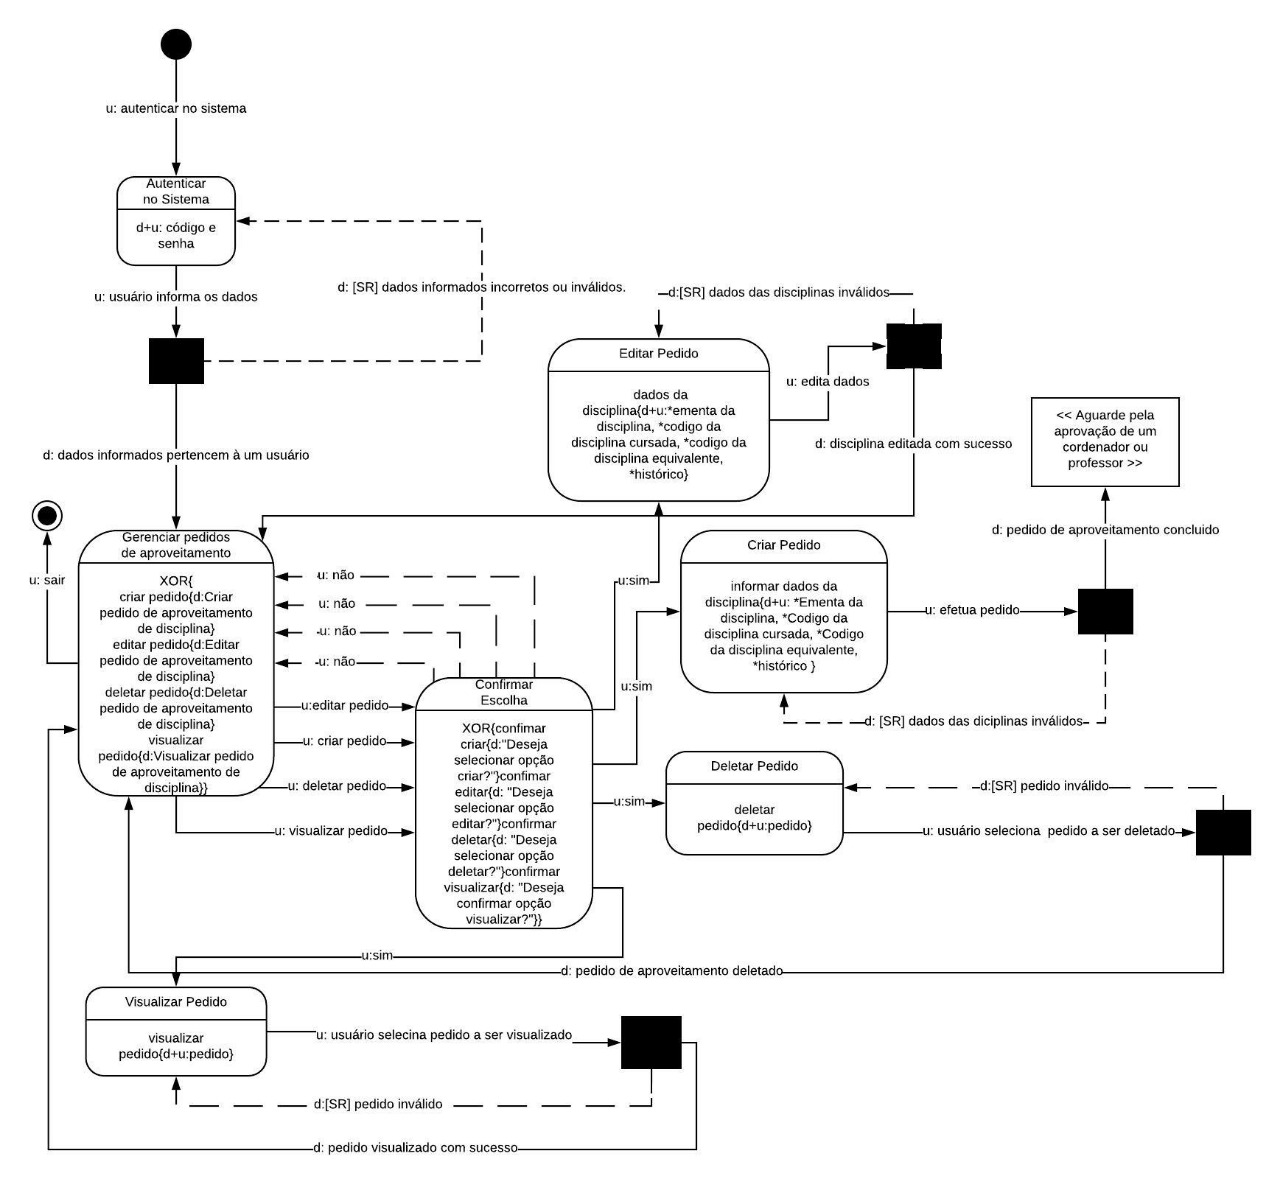 u: autenticar no sistema
Autenticar
no Sistema
d+u: código e
senha
u: usuário informa os dados
d: [SR] dados informados incorretos ou inválidos.
d: dados informados pertencem à um usuário
d:[SR] dados das disciplinas inválidos
Editar Pedido
dados da
disciplina{d+u:*ementa da
disciplina, *codigo da
disciplina cursada, *codigo da
disciplina equivalente,
*histórico}
u: edita dados
d: disciplina editada com sucesso
<< Aguarde pela
aprovação de um
cordenador ou
professor >>
d: pedido de aproveitamento concluido
u: sair
Gerenciar pedidos
de aproveitamento
XOR{
criar pedido{d:Criar
pedido de aproveitamento
de disciplina}
editar pedido{d:Editar
pedido de aproveitamento
de disciplina}
deletar pedido{d:Deletar
pedido de aproveitamento
de disciplina}
visualizar
pedido{d:Visualizar pedido
de aproveitamento de
disciplina}}
u: não
u: não
u: não
u: não
u:editar pedido
u: criar pedido
u: deletar pedido
u: visualizar pedido
Confirmar
Escolha
XOR{confimar
criar{d:"Deseja
selecionar opção
criar?"}confimar
editar{d: "Deseja
selecionar opção
editar?"}confirmar
deletar{d: "Deseja
selecionar opção
deletar?"}confirmar
visualizar{d: "Deseja
confirmar opção
visualizar?"}}
u:sim
u:sim
u:sim
u:sim
Criar Pedido
informar dados da
disciplina{d+u: *Ementa da
disciplina, *Codigo da
disciplina cursada, *Codigo
da disciplina equivalente,
*histórico }
u: efetua pedido
d: [SR] dados das diciplinas inválidos
Deletar Pedido
deletar
pedido{d+u:pedido}
d:[SR] pedido inválido
u: usuário seleciona pedido a ser deletado
d: pedido de aproveitamento deletado
Visualizar Pedido
visualizar
pedido{d+u:pedido}
u: usuário selecina pedido a ser visualizado
d:[SR] pedido inválido
d: pedido visualizado com sucesso